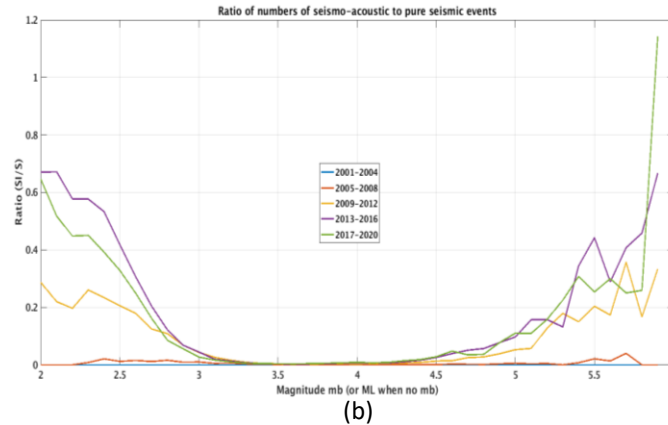 Ratio of numbers of seismo-acoustic to pure seismic events
1.2
1
0.8
0.6
0.4
0.2
0
Ratio (SI/S)
2001-2004
2005-2008
2009-2012
2013-2016
2017-2020
2 2.5 3 3.5 4 4.5 5 5.5
Magnitude mb (or ML when no mb)
(b)